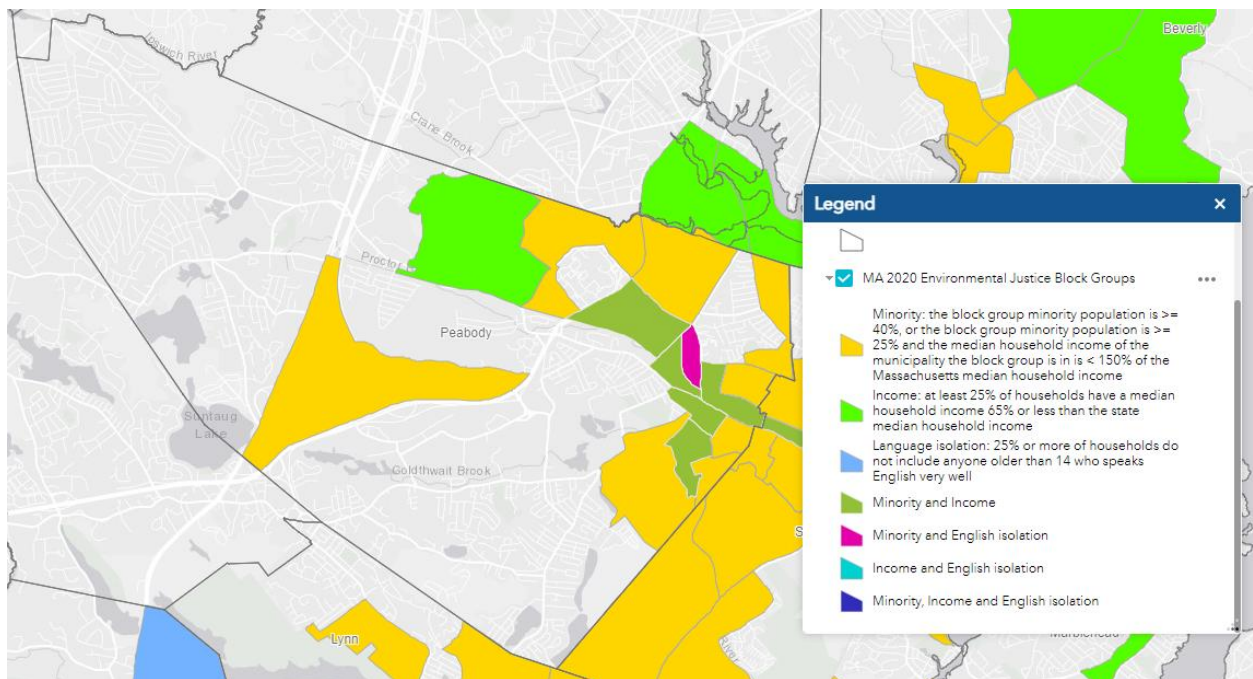 Ipswich River
Beverly
Crane Brook
Proctor
Peabody
Suntaug
Lake
Goldthwait Brook
Lynn
River
Marblehead
Legend
×
MA 2020 Environmental Justice Block Groups
Minority: the block group minority population is >=
40%, or the block group minority population is >=
25% and the median household income of the
municipality the block group is in is < 150% of the
Massachusetts median household income
Income: at least 25% of households have a median
household income 65% or less than the state
median household income
Language isolation: 25% or more of households do
not include anyone older than 14 who speaks
English very well
Minority and Income
Minority and English isolation
Income and English isolation
Minority, Income and English isolation